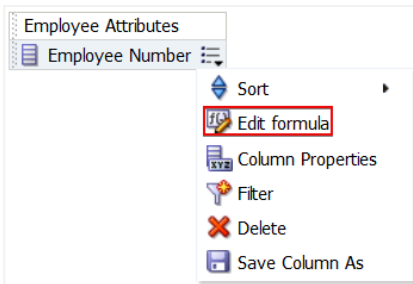 Employee Attributes
Employee Number
Sort
Edit formula
Column Properties
Filter
Delete
Save Column As